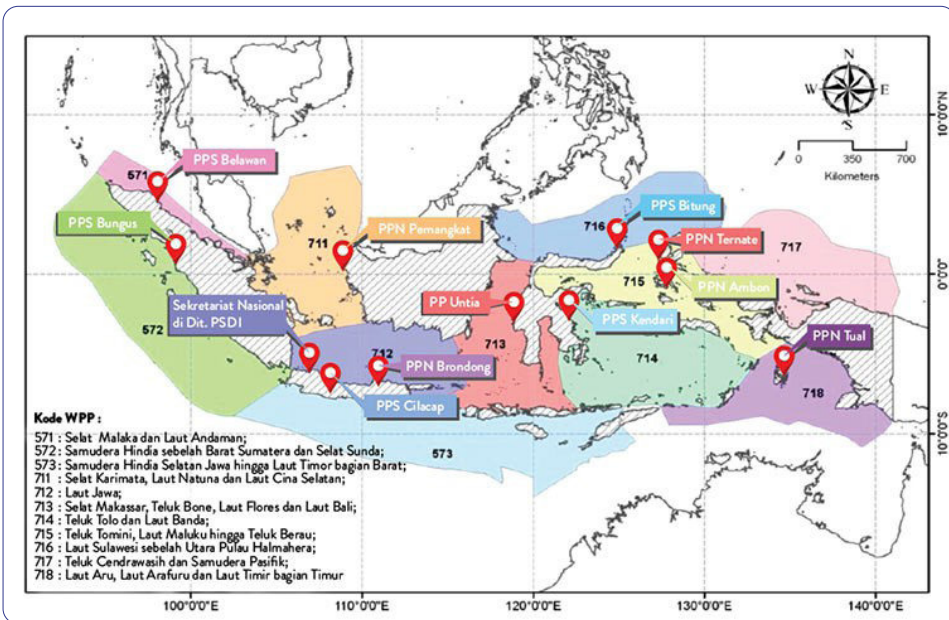 N
W E
S
0 350 700
Kilometers
10°0'0"N
0°0'0"
10°0'0"S
571
PPS Belawan
PPS Bungus
711
PPN Pemangkat
716
PPS Bitung
PPN Ternate
717
715
PPN Ambon
PP Untia
PPS Kendari
Sekretariat Nasional
di Dit. PSDI
572
712
PPN Brondong
713
714
PPN Tual
718
PPS Cilacap
573
Kode WPP :
571 : Selat Malaka dan Laut Andaman;
572 : Samudera Hindia sebelah Barat Sumatera dan Selat Sunda;
573 : Samudera Hindia Selatan Jawa hingga Laut Timor bagian Barat;
711 : Selat Karimata, Laut Natuna dan Laut Cina Selatan;
712 : Laut Jawa;
713 : Selat Makassar, Teluk Bone, Laut Flores dan Laut Bali;
714 : Teluk Tolo dan Laut Banda;
715 : Teluk Tomini, Laut Maluku hingga Teluk Berau;
716 : Laut Sulawesi sebelah Utara Pulau Halmahera;
717 : Teluk Cendrawasih dan Samudera Pasifik;
718 : Laut Aru, Laut Arafuru dan Laut Timir bagian Timur
100°0'0"E 110°0'0"E 120°0'0"E 130°0'0"E 140°0'0"E